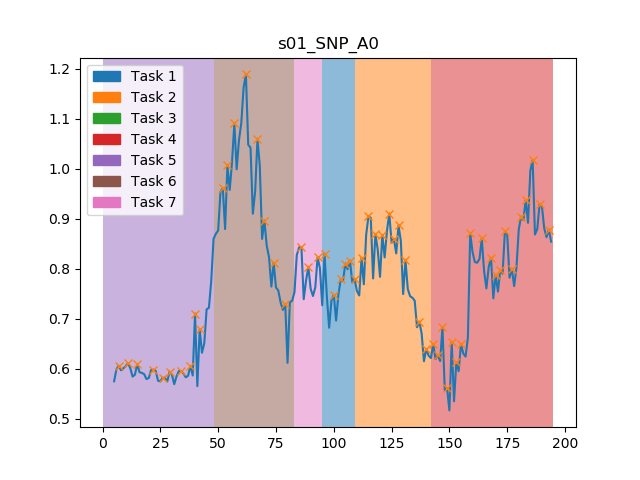 s01_SNP_A0
1.2
1.1
1.0
0.9
0.8
0.7
0.6
0.5
Task 1
Task 2
Task 3
Task 4
Task 5
Task 6
Task 7
0 25 50 75 100 125 150 175 200